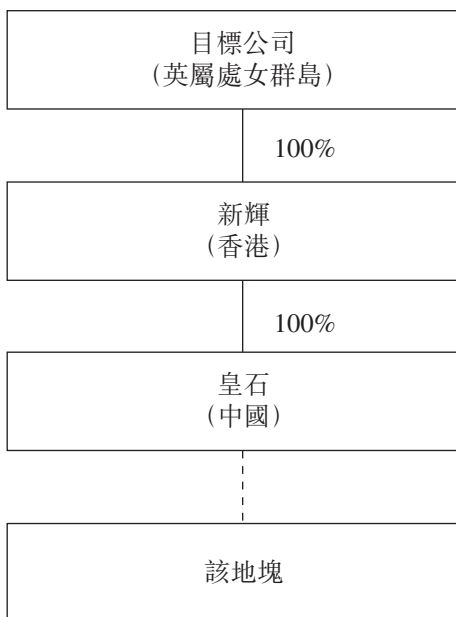 目標公司
(英屬處女群島)
100%
新輝
(香港)
100%
皇石
(中國)
該地塊